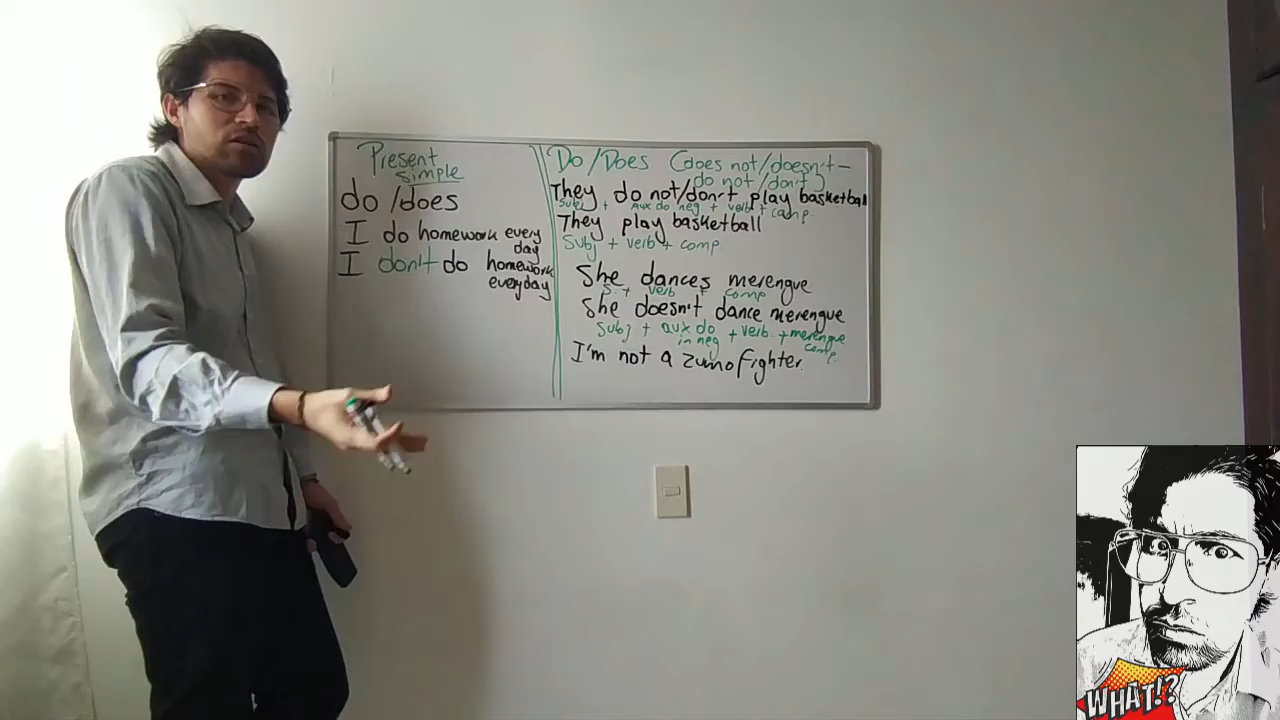 Present
simple
do /does
I do homework every
day
I don't do homework
everyday
Do /Does (does not/doesn't-
do not /don't)
They do not/don't play basketball
Subj + aux do neg + verb + comp.
They play basketball
Subj + verb + comp.
She dances merengue
S. + verb + comp
She doesn't dance merengue
Subj + aux do + verb. + merengue
in neg comp.
I'm not a zumo fighter.
WHAT!?